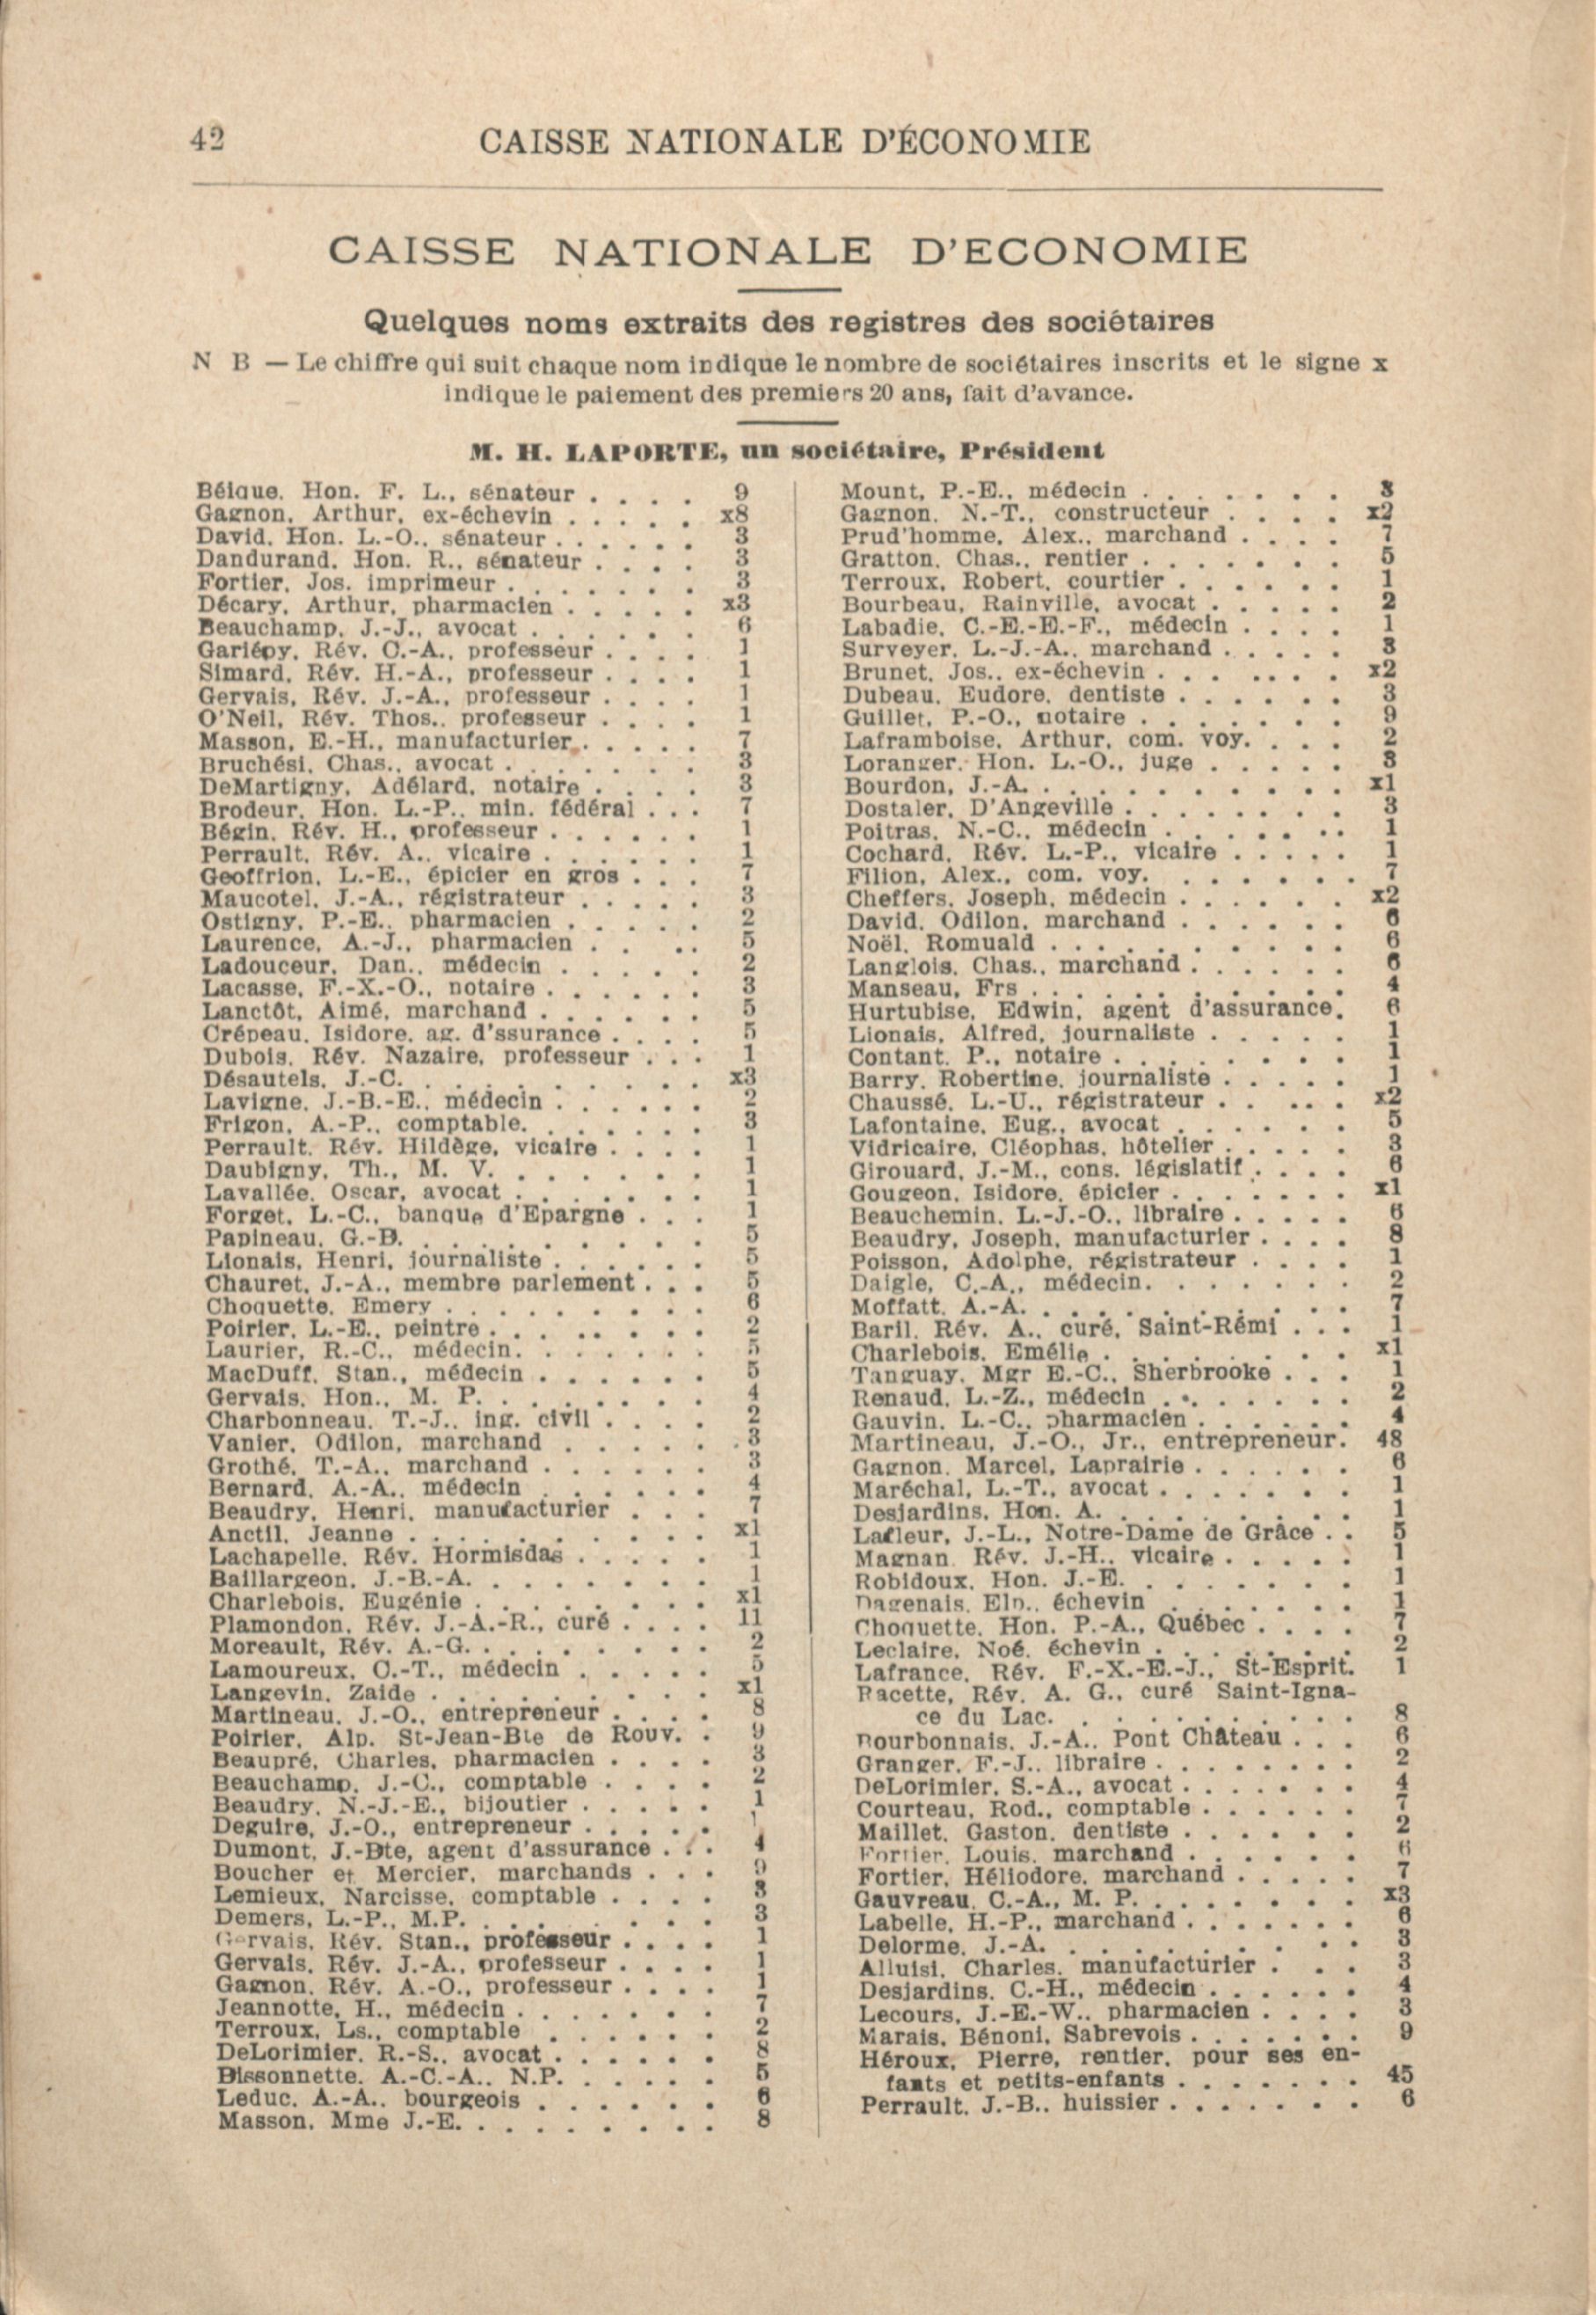 42 CAISSE NATIONALE D'ÉCONOMIE
CAISSE NATIONALE D'ECONOMIE
Quelques noms extraits des registres des sociétaires
N B — Le chiffre qui suit chaque nom indique le nombre de sociétaires inscrits et le signe x
indique le paiement des premiers 20 ans, fait d'avance.
M. H. LAPORTE, un sociétaire, Président
Béique, Hon. F. L., sénateur . . . . 9
Gagnon, Arthur, ex-échevin . . . . . x8
David, Hon. L.-O., sénateur . . . . . . 3
Dandurand, Hon. R., sénateur . . . . 3
Fortier, Jos. imprimeur . . . . . . . 3
Décary, Arthur, pharmacien . . . . . x3
Beauchamp, J.-J., avocat . . . . . . 6
Gariépy, Rév. C.-A., professeur . . . . 1
Simard, Rév. H.-A., professeur . . . . 1
Gervais, Rév. J.-A., professeur . . . . 1
O'Neil, Rév. Thos., professeur . . . . 1
Masson, E.-H., manufacturier . . . . . 7
Bruchési, Chas., avocat . . . . . . . 3
DeMartigny, Adélard, notaire . . . . 3
Brodeur, Hon. L.-P., min. fédéral . . . 7
Bégin, Rév. H., professeur . . . . . . 1
Perrault, Rév. A., vicaire . . . . . . 1
Geoffrion, L.-E., épicier en gros . . . 7
Maucotel, J.-A., régistrateur . . . . . 3
Ostigny, P.-E., pharmacien . . . . . 2
Laurence, A.-J., pharmacien . . . . 5
Ladouceur, Dan., médecin . . . . . 2
Lacasse, F.-X.-O., notaire . . . . . . 3
Lanctôt, Aimé, marchand . . . . . . 5
Crépeau, Isidore, ag. d'ssurance . . . . 5
Dubois, Rév. Nazaire, professeur . . . 1
Désautels, J.-C. . . . . . . . . . x3
Lavigne, J.-B.-E., médecin . . . . . . 2
Frigon, A.-P., comptable. . . . . . . 3
Perrault, Rév. Hildège, vicaire . . . . 1
Daubigny, Th., M. V. . . . . . . . 1
Lavallée, Oscar, avocat . . . . . . . 1
Forget, L.-C., banque d'Epargne . . . 1
Papineau, G.-B. . . . . . . . . . 5
Lionais, Henri, journaliste . . . . . . 5
Chauret, J.-A., membre parlement . . . 5
Choquette, Emery . . . . . . . . . 6
Poirier, L.-E., peintre . . . . . . . . 2
Laurier, R.-C., médecin. . . . . . . 5
MacDuff, Stan., médecin . . . . . . 5
Gervais, Hon., M. P. . . . . . . . 4
Charbonneau, T.-J., ing. civil . . . . 2
Vanier, Odilon, marchand . . . . . . 3
Grothé, T.-A., marchand . . . . . . 3
Bernard, A.-A., médecin . . . . . . 4
Beaudry, Henri, manufacturier . . . 7
Anctil, Jeanne . . . . . . . . . . x1
Lachapelle, Rév. Hormisdas . . . . . 1
Baillargeon, J.-B.-A. . . . . . . . . 1
Charlebois, Eugénie . . . . . . . . x1
Plamondon, Rév. J.-A.-R., curé . . . . 11
Moreault, Rév. A.-G. . . . . . . . . 2
Lamoureux, O.-T., médecin . . . . . 5
Langevin, Zaïde . . . . . . . . . x1
Martineau, J.-O., entrepreneur . . . . 8
Poirier, Alp. St-Jean-Bte de Rouv. . 9
Beaupré, Charles, pharmacien . . . . 3
Beauchamp, J.-C., comptable . . . . 2
Beaudry, N.-J.-E., bijoutier . . . . . 1
Deguire, J.-O., entrepreneur . . . . . 1
Dumont, J.-Bte, agent d'assurance . . . 4
Boucher et Mercier, marchands . . . 9
Lemieux, Narcisse, comptable . . . . 3
Demers, L.-P., M.P. . . . . . . . 3
Gervais, Rév. Stan., professeur . . . . 1
Gervais, Rév. J.-A., professeur . . . . 1
Gagnon, Rév. A.-O., professeur . . . . 1
Jeannotte, H., médecin . . . . . . . 7
Terroux, Ls., comptable . . . . . . 2
DeLorimier, R.-S., avocat . . . . . . 8
Bissonnette, A.-C.-A., N.P. . . . . . . 5
Leduc, A.-A., bourgeois . . . . . . 6
Masson, Mme J.-E. . . . . . . . . 8
Mount, P.-E., médecin . . . . . . . 3
Gagnon, N.-T., constructeur . . . . x2
Prud'homme, Alex., marchand . . . . 7
Gratton, Chas., rentier . . . . . . . 5
Terroux, Robert, courtier . . . . . . 1
Bourbeau, Rainville, avocat . . . . . 2
Labadie, C.-E.-E.-F., médecin . . . . 1
Surveyer, L.-J.-A., marchand . . . . . 3
Brunet, Jos., ex-échevin . . . . . . . x2
Dubeau, Eudore, dentiste . . . . . . 3
Guillet, P.-O., notaire . . . . . . . 9
Laframboise, Arthur, com. voy. . . . 2
Loranger, Hon. L.-O., juge . . . . . 3
Bourdon, J.-A. . . . . . . . . . . x1
Dostaler, D'Angeville . . . . . . . . 3
Poitras, N.-C., médecin . . . . . . . 1
Cochard, Rév. L.-P., vicaire . . . . . 1
Filion, Alex., com. voy. . . . . . . . 7
Cheffers, Joseph, médecin . . . . . . x2
David, Odilon, marchand . . . . . . 6
Noël, Romuald . . . . . . . . . . 6
Langlois, Chas., marchand . . . . . . 6
Manseau, Frs . . . . . . . . . . . 4
Hurtubise, Edwin, agent d'assurance. 6
Lionais, Alfred, journaliste . . . . . 1
Contant, P., notaire . . . . . . . . 1
Barry, Robertine, journaliste . . . . . 1
Chaussé, L.-U., régistrateur . . . . . x2
Lafontaine, Eug., avocat . . . . . . 5
Vidricaire, Cléophas, hôtelier . . . . . 3
Girouard, J.-M., cons. législatif . . . . 6
Gougeon, Isidore, épicier . . . . . . . x1
Beauchemin, L.-J.-O., libraire . . . . . 6
Beaudry, Joseph, manufacturier . . . . 8
Poisson, Adolphe, régistrateur . . . . 1
Daigle, C.-A., médecin. . . . . . . 2
Moffatt, A.-A. . . . . . . . . . . 7
Baril, Rév. A., curé, Saint-Rémi . . . 1
Charlebois, Emélie . . . . . . . . x1
Tanguay, Mgr E.-C., Sherbrooke . . . 1
Renaud, L.-Z., médecin . . . . . . . 2
Gauvin, L.-C., pharmacien . . . . . . 4
Martineau, J.-O., Jr., entrepreneur. 48
Gagnon, Marcel, Laprairie . . . . . . 6
Maréchal, L.-T., avocat . . . . . . . 1
Desjardins, Hon. A. . . . . . . . . 1
Lafleur, J.-L., Notre-Dame de Grâce . . 5
Magnan, Rév. J.-H., vicaire . . . . . 1
Robidoux, Hon. J.-E. . . . . . . . . 1
Dagenais, Elp., échevin . . . . . . . 1
Choquette, Hon. P.-A., Québec . . . . 7
Leclaire, Noé, échevin . . . . . . . 2
Lafrance, Rév. F.-X.-E.-J., St-Esprit. 1
Racette, Rév. A. G., curé Saint-Igna-
ce du Lac. . . . . . . . . . 8
Bourbonnais, J.-A., Pont Château . . . 6
Granger, F.-J., libraire . . . . . . . . 2
DeLorimier, S.-A., avocat . . . . . . . 4
Courteau, Rod., comptable . . . . . . 7
Maillet, Gaston, dentiste . . . . . . . 2
Fortier, Louis, marchand . . . . . . 6
Fortier, Héliodore, marchand . . . . . 7
Gauvreau, C.-A., M. P. . . . . . . . x3
Labelle, H.-P., marchand . . . . . . . 6
Delorme, J.-A. . . . . . . . . . 3
Alluisi, Charles, manufacturier . . . 3
Desjardins, C.-H., médecin . . . . . . 4
Lecours, J.-E.-W., pharmacien . . . . 3
Marais, Bénoni, Sabrevois . . . . . . . 9
Héroux, Pierre, rentier, pour ses en-
fants et petits-enfants . . . . . . . 45
Perrault, J.-B., huissier . . . . . . . 6